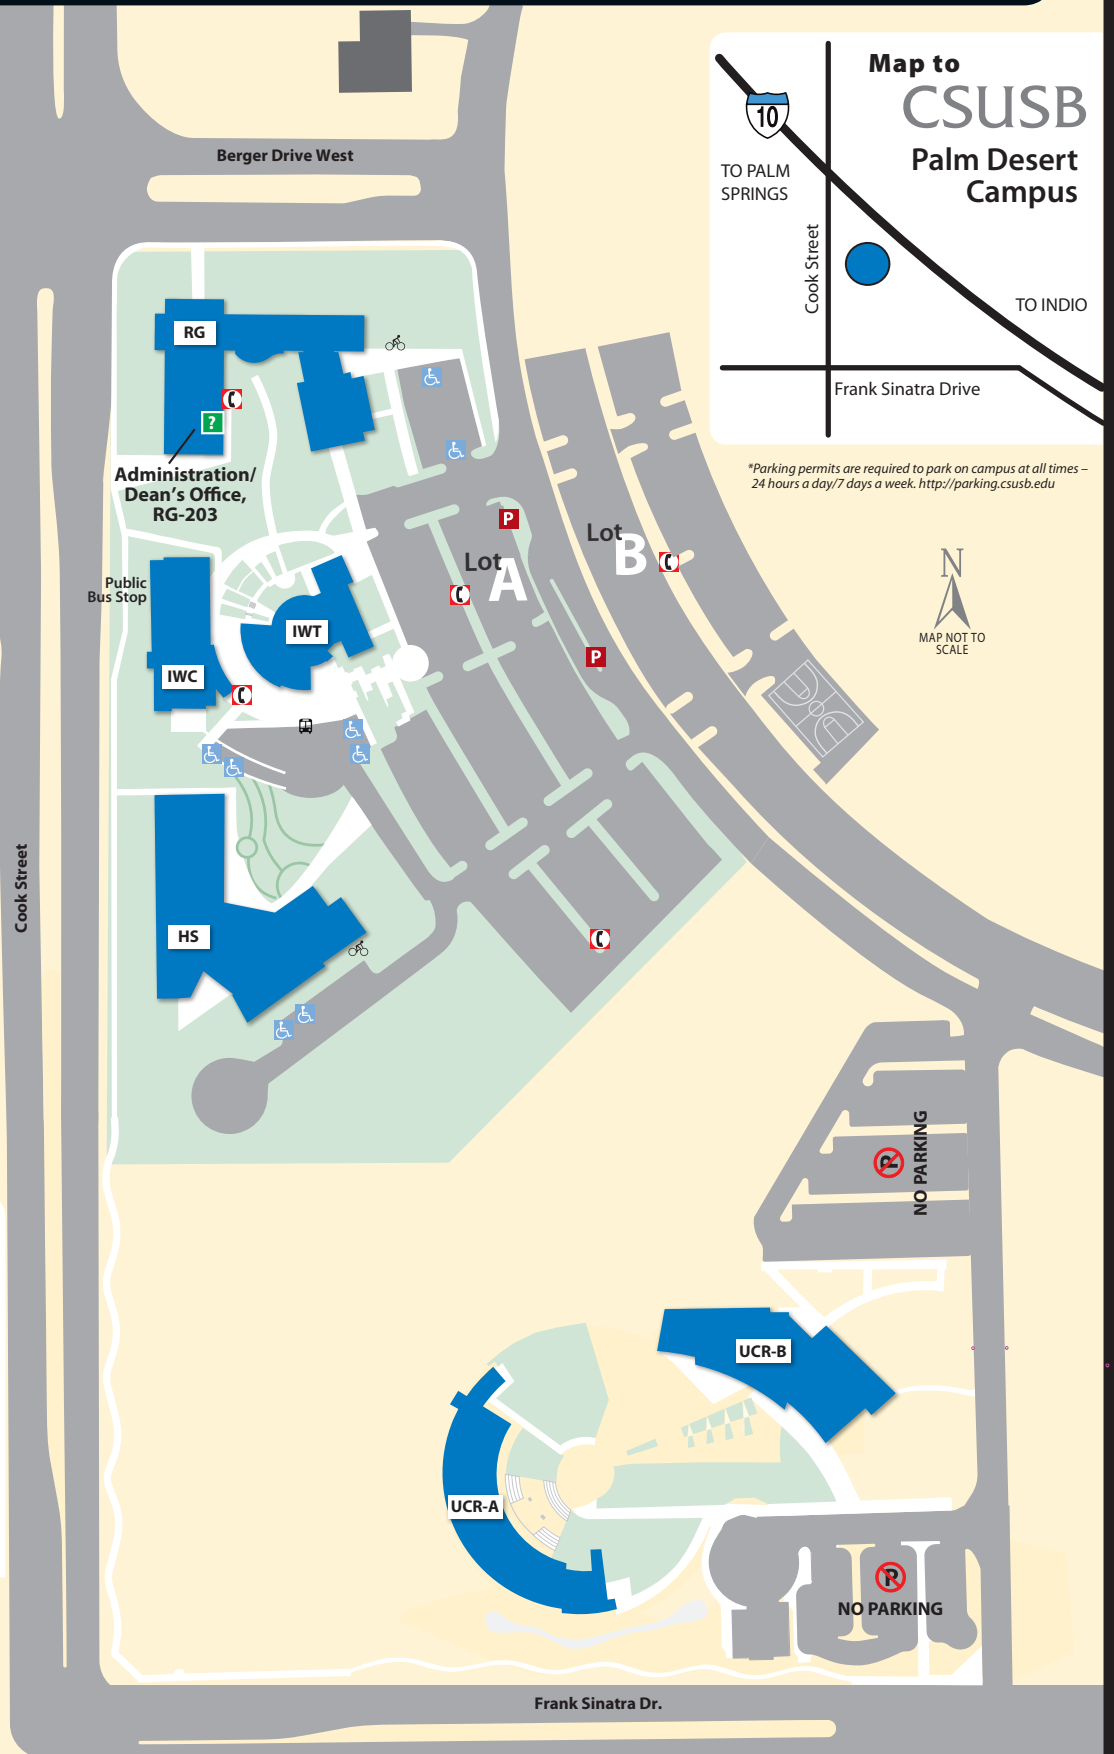 Map to
CSUSB
Palm Desert
Campus
10
TO PALM
SPRINGS
Cook Street
TO INDIO
Frank Sinatra Drive
*Parking permits are required to park on campus at all times –
24 hours a day/7 days a week. http://parking.csusb.edu
Berger Drive West
RG
?
Administration/
Dean's Office,
RG-203
P
Lot
A
Lot
B
N
MAP NOT TO
SCALE
Public
Bus Stop
IWT
IWC
P
Cook Street
HS
P
NO PARKING
UCR-B
UCR-A
P
NO PARKING
Frank Sinatra Dr.